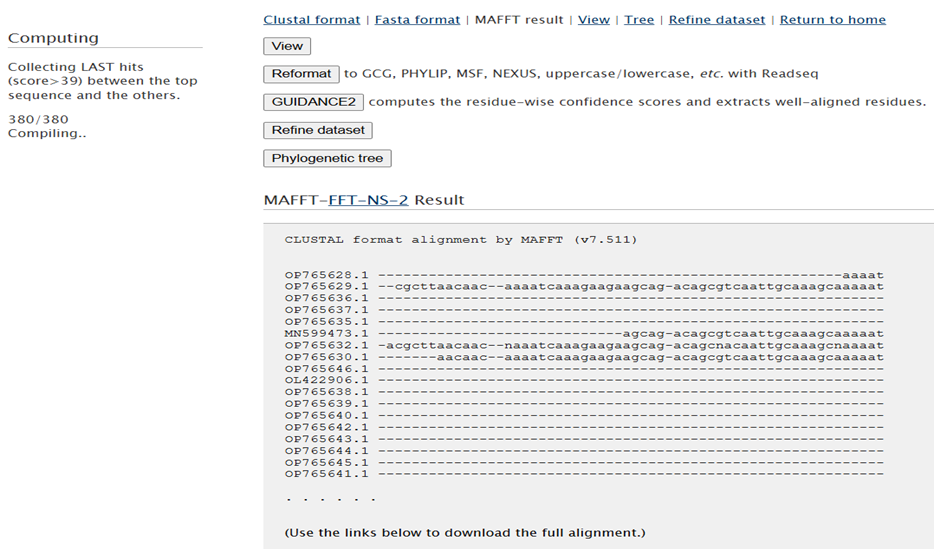 Clustal format | Fasta format | MAFFT result | View | Tree | Refine dataset | Return to home
Computing
Collecting LAST hits
(score>39) between the top
sequence and the others.
380/380
Compiling..
View
Reformat to GCG, PHYLIP, MSF, NEXUS, uppercase/lowercase, etc. with Readseq
GUIDANCE2 computes the residue-wise confidence scores and extracts well-aligned residues.
Refine dataset
Phylogenetic tree
MAFFT-FFT-NS-2 Result
CLUSTAL format alignment by MAFFT (v7.511)
OP765628.1 -------------------------------------------------------aaaat
OP765629.1 --cgcttaacaac--aaaatcaaagaagaagcag-acagcgtcaattgcaaagcaaaaat
OP765636.1 ------------------------------------------------------------
OP765637.1 ------------------------------------------------------------
OP765635.1 ------------------------------------------------------------
MN599473.1 -----------------------------agcag-acagcgtcaattgcaaagcaaaaat
OP765632.1 -acgcttaacaac--naaatcaaagaagaagcag-acagcnacaattgcaaagcnaaaat
OP765630.1 -------aacaac--aaaatcaaagaagaagcag-acagcgtcaattgcaaagcaaaaat
OP765646.1 ------------------------------------------------------------
OL422906.1 ------------------------------------------------------------
OP765638.1 ------------------------------------------------------------
OP765639.1 ------------------------------------------------------------
OP765640.1 ------------------------------------------------------------
OP765642.1 ------------------------------------------------------------
OP765643.1 ------------------------------------------------------------
OP765644.1 ------------------------------------------------------------
OP765645.1 ------------------------------------------------------------
OP765641.1 ------------------------------------------------------------
. . . . . .
(Use the links below to download the full alignment.)